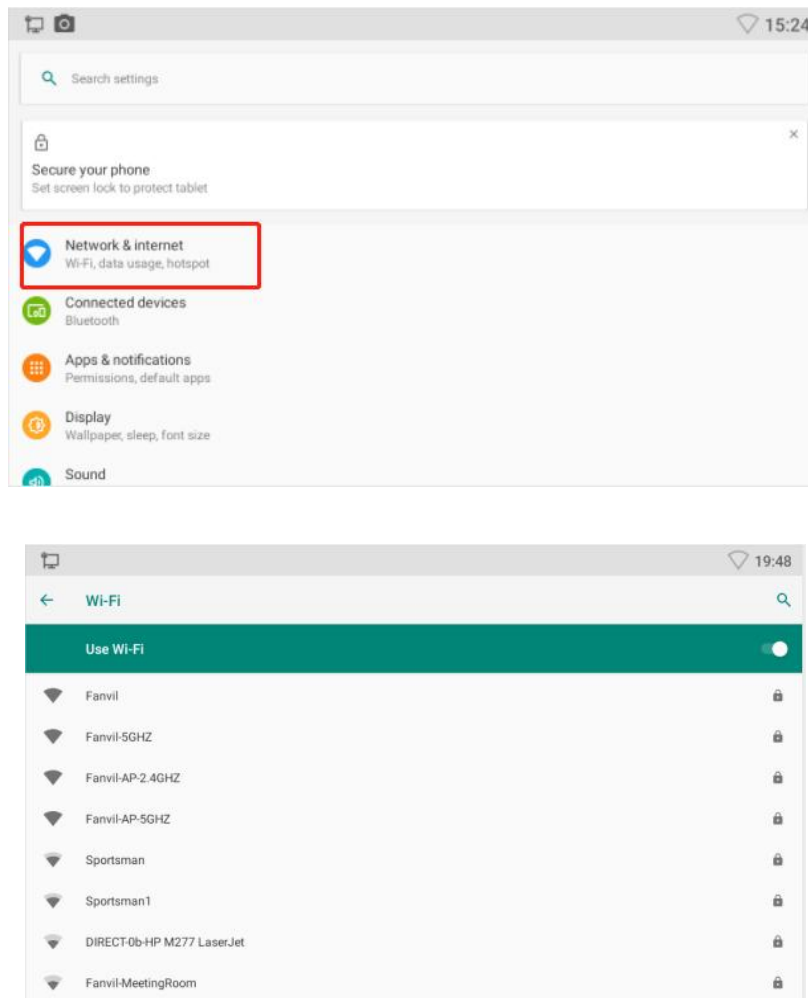 15:24
Search settings
Secure your phone
Set screen lock to protect tablet
Network & internet
Wi-Fi, data usage, hotspot
Connected devices
Bluetooth
Apps & notifications
Permissions, default apps
Display
Wallpaper, sleep, font size
Sound
19:48
Wi-Fi
Use Wi-Fi
Fanvil
Fanvil-5GHZ
Fanvil-AP-2.4GHZ
Fanvil-AP-5GHZ
Sportsman
Sportsman1
DIRECT-0b-HP M277 LaserJet
Fanvil-MeetingRoom